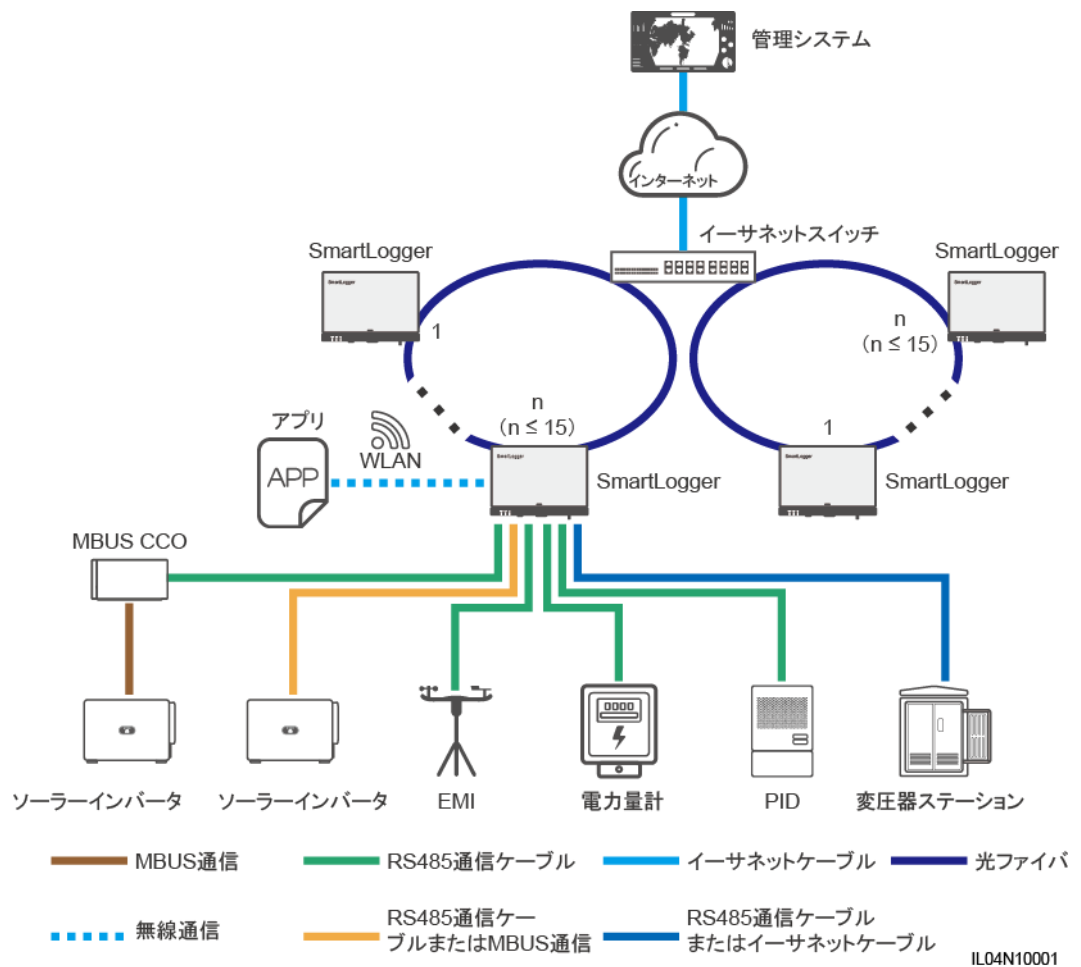 管理システム
インターネット
イーサネットスイッチ
SmartLogger
SmartLogger
SmartLogger
SmartLogger
1
n
(n ≤ 15)
n
(n ≤ 15)
1
アプリ
APP
WLAN
SmartLogger
SmartLogger
SmartLogger
SmartLogger
MBUS CCO
0000
ソーラーインバータ
ソーラーインバータ
EMI
電力量計
PID
変圧器ステーション
MBUS通信
RS485通信ケーブル
イーサネットケーブル
光ファイバ
無線通信
RS485通信ケー
ブルまたはMBUS通信
RS485通信ケーブル
またはイーサネットケーブル
IL04N10001